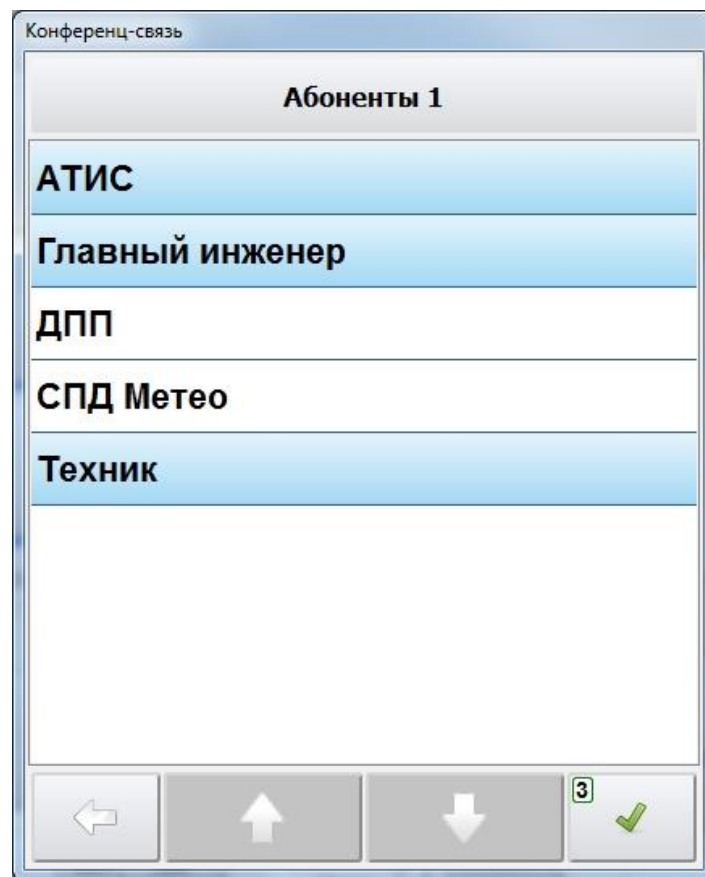 Конференц-связь
Абоненты 1
АТИС
Главный инженер
ДПП
СПД Метео
Техник
3